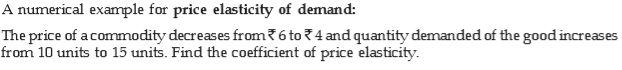 A numerical example for price elasticity of demand:
The price of a commodity decreases from ₹ 6 to ₹ 4 and quantity demanded of the good increases
from 10 units to 15 units. Find the coefficient of price elasticity.